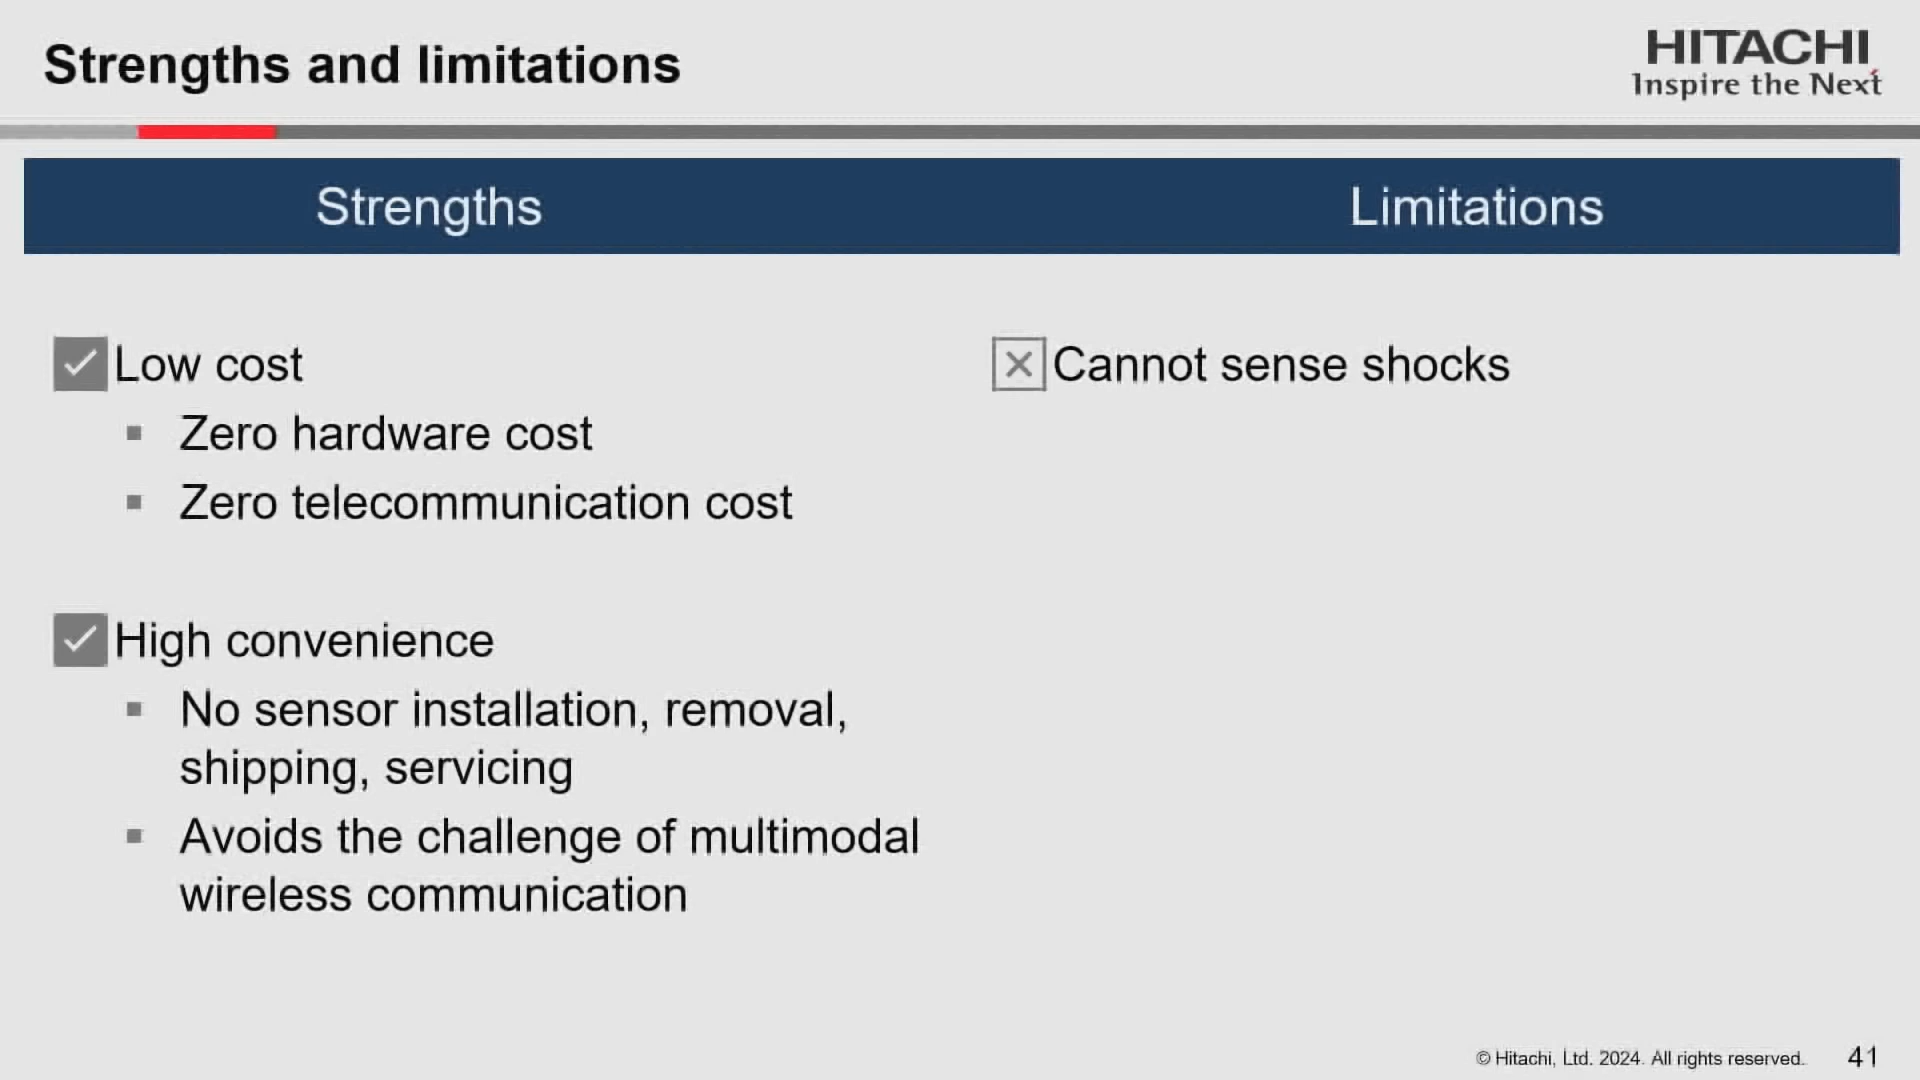 Strengths and limitations
HITACHI
Inspire the Next
Strengths
Limitations
Low cost
▪ Zero hardware cost
▪ Zero telecommunication cost
High convenience
▪ No sensor installation, removal,
shipping, servicing
▪ Avoids the challenge of multimodal
wireless communication
Cannot sense shocks
© Hitachi, Ltd. 2024. All rights reserved.
41